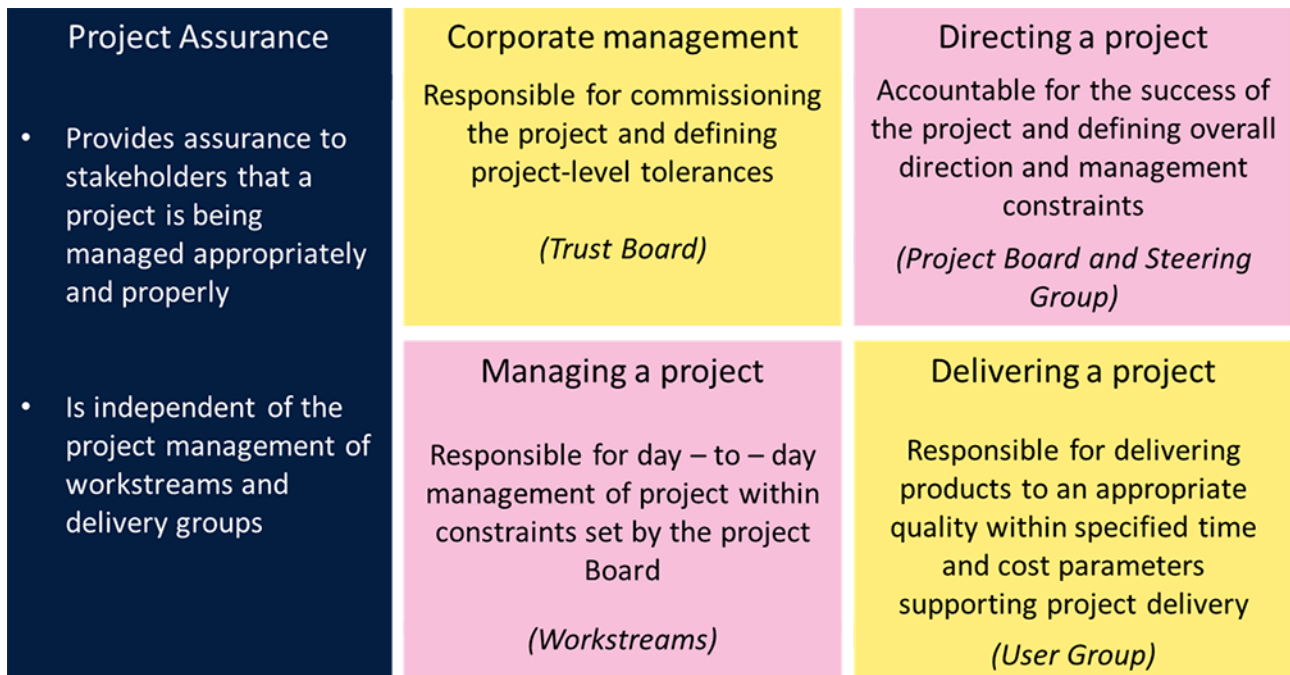 Project Assurance
• Provides assurance to
stakeholders that a
project is being
managed appropriately
and properly
• Is independent of the
project management of
workstreams and
delivery groups
Corporate management
Responsible for commissioning
the project and defining
project-level tolerances
(Trust Board)
Directing a project
Accountable for the success of
the project and defining overall
direction and management
constraints
(Project Board and Steering
Group)
Managing a project
Responsible for day – to – day
management of project within
constraints set by the project
Board
(Workstreams)
Delivering a project
Responsible for delivering
products to an appropriate
quality within specified time
and cost parameters
supporting project delivery
(User Group)